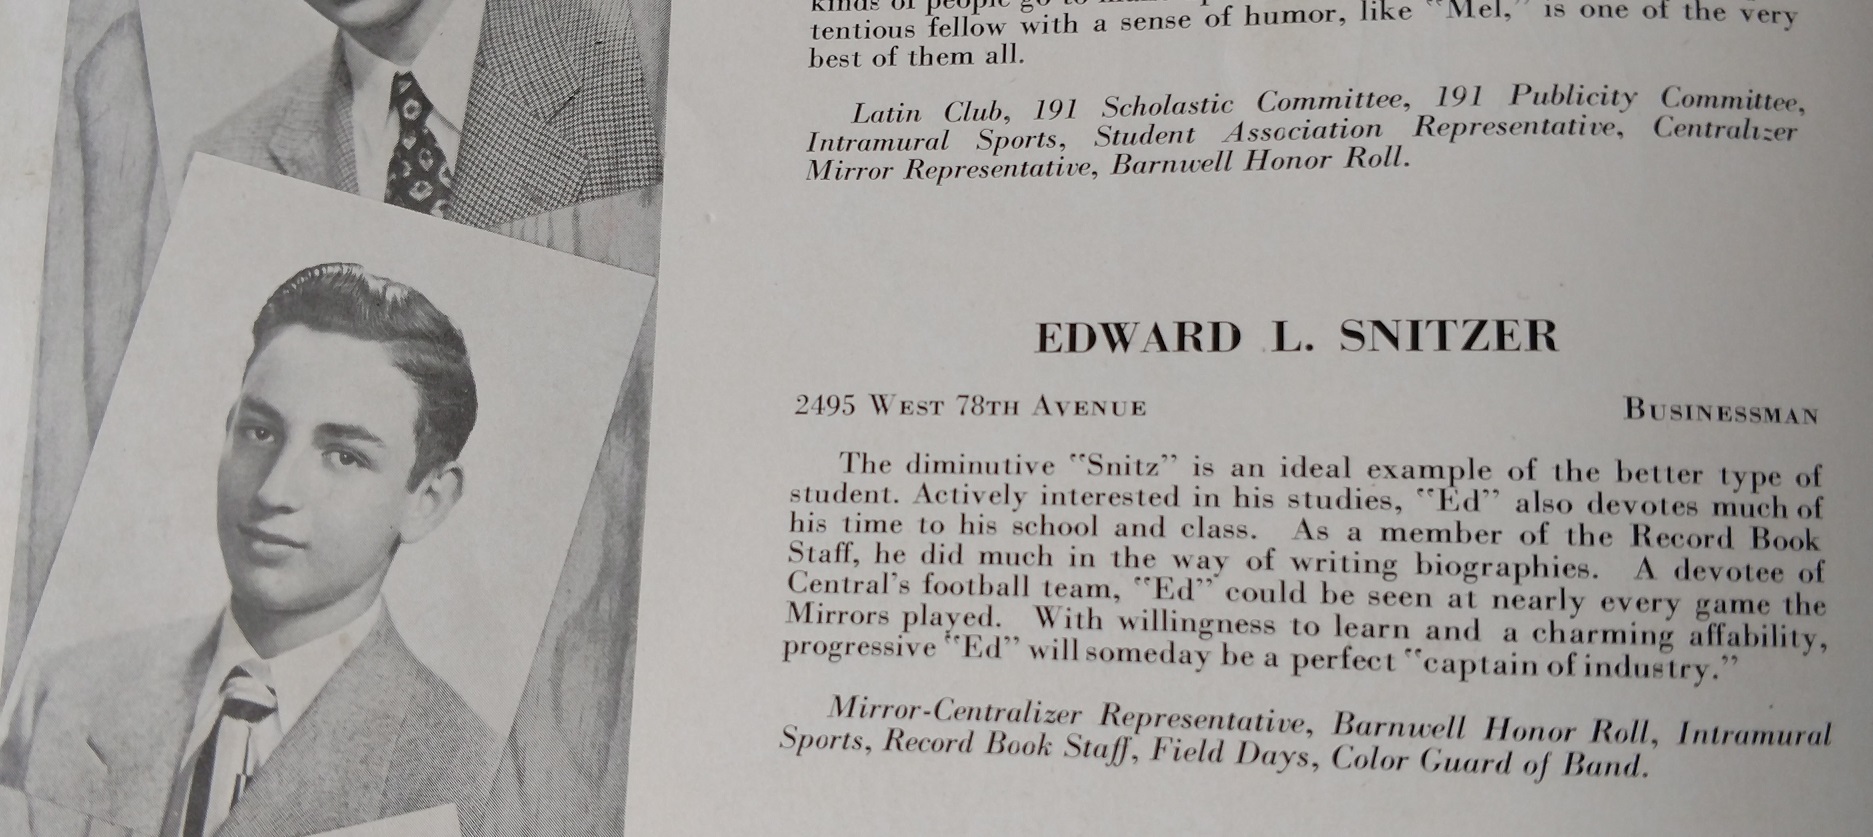 kinds of people go to
tentious fellow with a sense of humor, like "Mel," is one of the very
best of them all.
Latin Club, 191 Scholastic Committee, 191 Publicity Committee,
Intramural Sports, Student Association Representative, Centralizer
Mirror Representative, Barnwell Honor Roll.
EDWARD L. SNITZER
2495 WEST 78TH AVENUE
BUSINESSMAN
The diminutive "Snitz" is an ideal example of the better type of
student. Actively interested in his studies, "Ed" also devotes much of
his time to his school and class. As a member of the Record Book
Staff, he did much in the way of writing biographies. A devotee of
Central's football team, "Ed" could be seen at nearly every game the
Mirrors played. With willingness to learn and a charming affability,
progressive "Ed" will someday be a perfect "captain of industry."
Mirror-Centralizer Representative, Barnwell Honor Roll, Intramural
Sports, Record Book Staff, Field Days, Color Guard of Band.